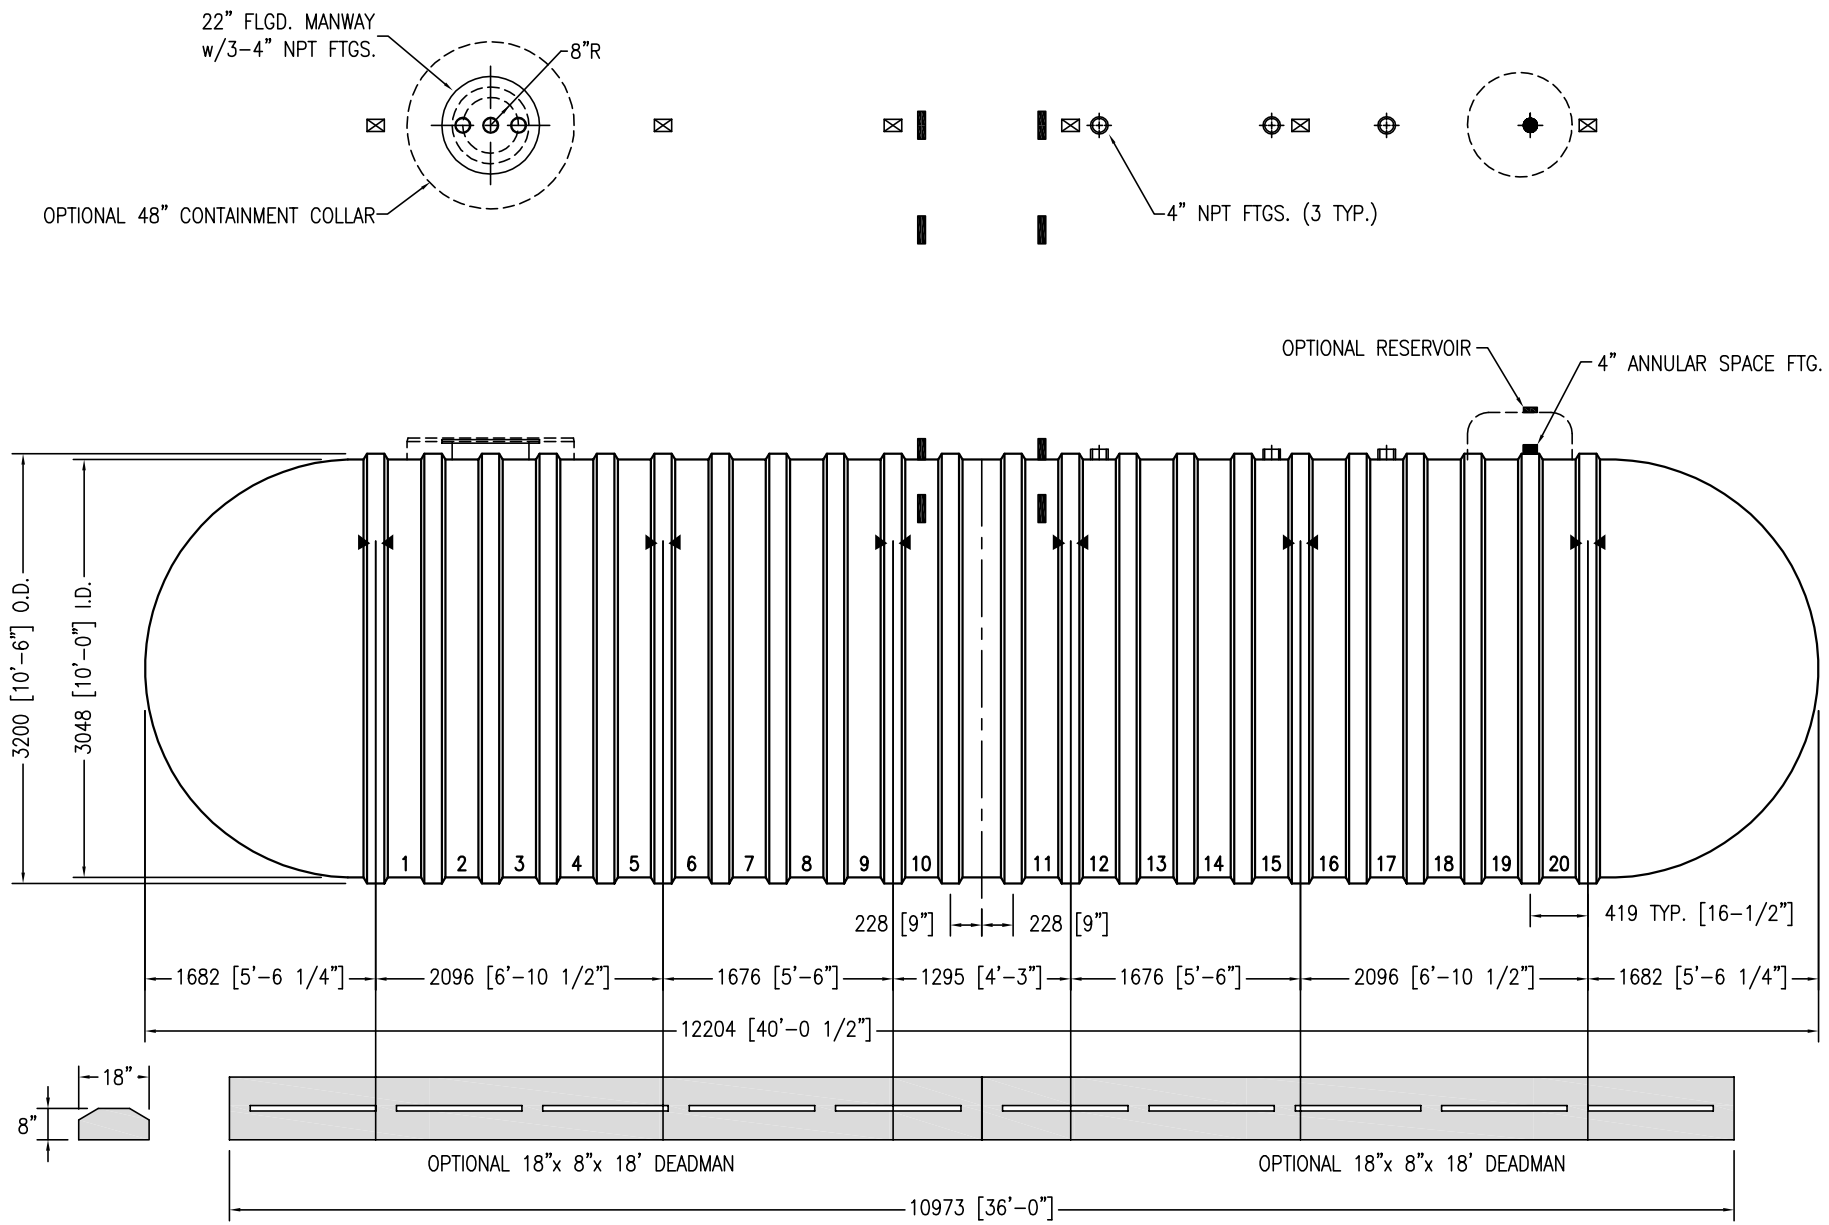 22” FLGD. MANWAY
w/3-4” NPT FTGS.
8”R
OPTIONAL 48” CONTAINMENT COLLAR
4” NPT FTGS. (3 TYP.)
OPTIONAL RESERVOIR
4” ANNULAR SPACE FTG.
3200 [10’-6”] O.D.
3048 [10’-0”] I.D.
1 2 3 4 5 6 7 8 9 10 11 12 13 14 15 16 17 18 19 20
228 [9”] 228 [9”]
419 TYP. [16-1/2”]
1682 [5’-6 1/4”] 2096 [6’-10 1/2”] 1676 [5’-6”] 1295 [4’-3”] 1676 [5’-6”] 2096 [6’-10 1/2”] 1682 [5’-6 1/4”]
12204 [40’-0 1/2”]
18”
8”
OPTIONAL 18”x 8”x 18’ DEADMAN
OPTIONAL 18”x 8”x 18’ DEADMAN
10973 [36’-0”]